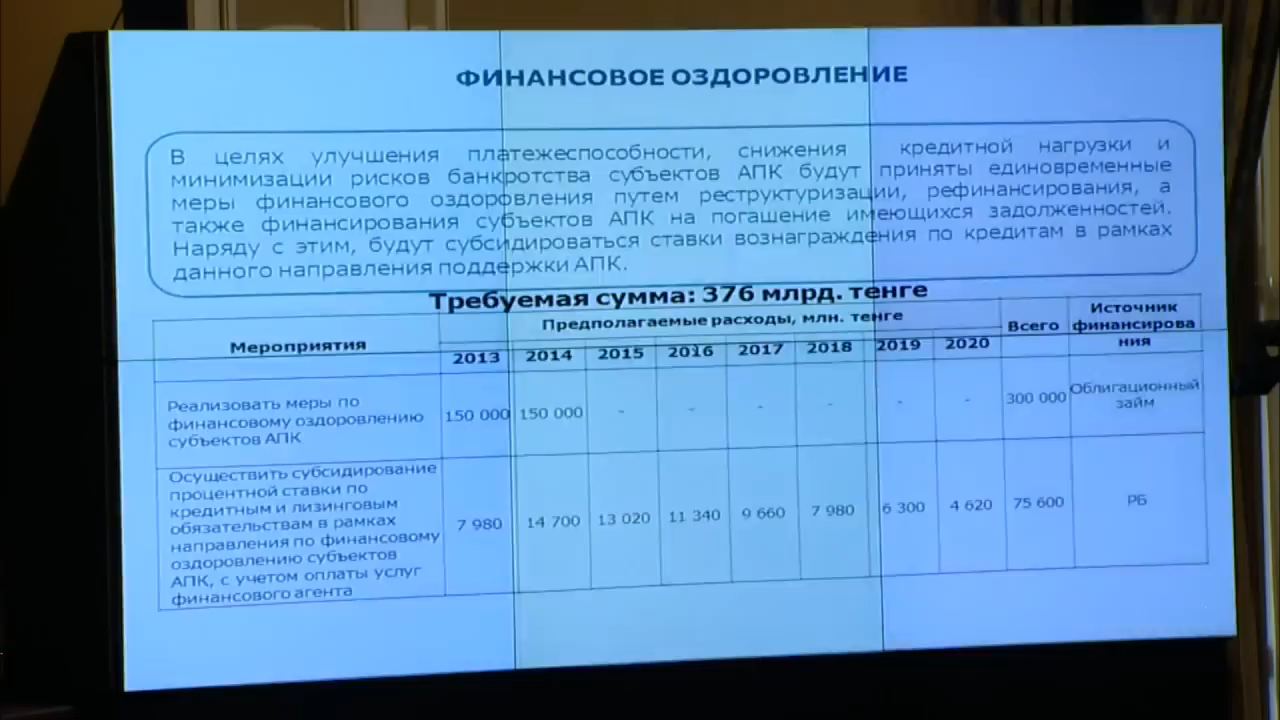 ФИНАНСОВОЕ ОЗДОРОВЛЕНИЕ
В целях улучшения платежеспособности, снижения кредитной нагрузки и
минимизации рисков банкротства субъектов АПК будут приняты единовременные
меры финансового оздоровления путем реструктуризации, рефинансирования, а
также финансирования субъектов АПК на погашение имеющихся задолженностей.
Наряду с этим, будут субсидироваться ставки вознаграждения по кредитам в рамках
данного направления поддержки АПК.
Требуемая сумма: 376 млрд. тенге
Мероприятия Предполагаемые расходы, млн. тенге Всего Источник
финансирова
ния
2013 2014 2015 2016 2017 2018 2019 2020
Реализовать меры по
финансовому оздоровлению
субъектов АПК
150 000 150 000 - - - - - - 300 000 Облигационный
займ
Осуществить субсидирование
процентной ставки по
кредитным и лизинговым
обязательствам в рамках
направления по финансовому
оздоровлению субъектов
АПК, с учетом оплаты услуг
финансового агента
7 980 14 700 13 020 11 340 9 660 7 980 6 300 4 620 75 600 РБ